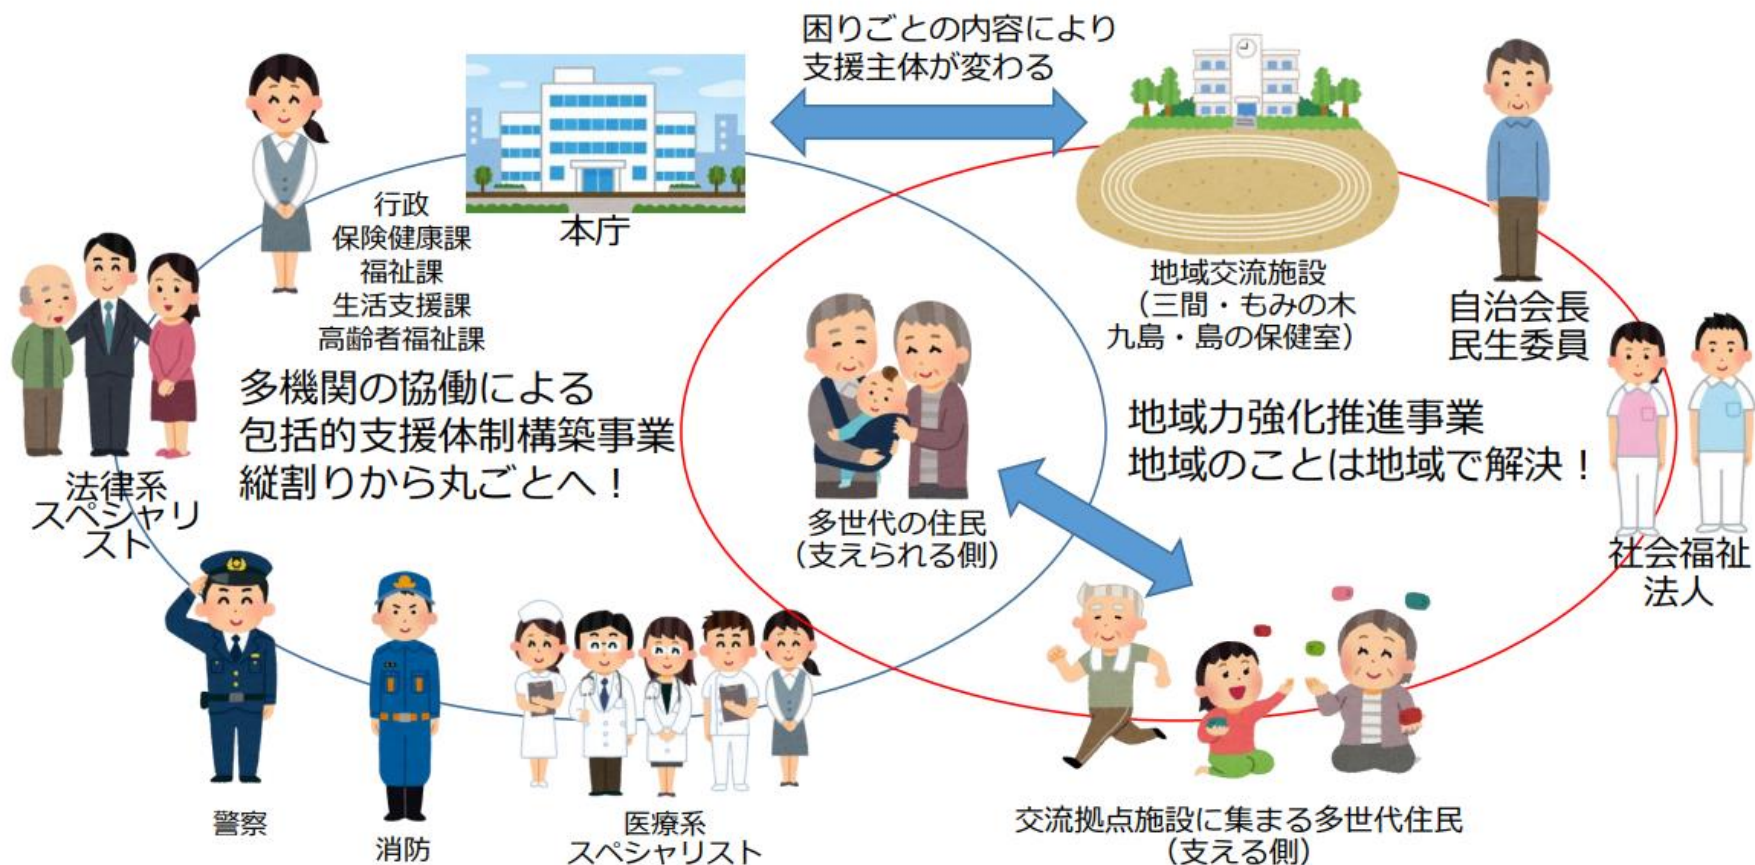 困りごとの内容により
支援主体が変わる
行政
保険健康課
福祉課
生活支援課
高齢者福祉課
本庁
地域交流施設
（三間・もみの木
九島・島の保健室）
自治会長
民生委員
多機関の協働による
包括的支援体制構築事業
縦割りから丸ごとへ！
地域力強化推進事業
地域のことは地域で解決！
法律系
スペシャリ
スト
多世代の住民
（支えられる側）
社会福祉
法人
警察
消防
医療系
スペシャリスト
交流拠点施設に集まる多世代住民
（支える側）